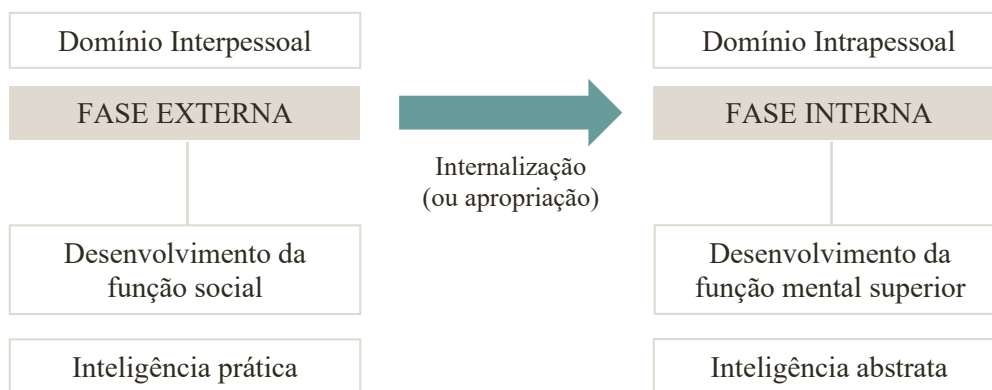 Domínio Interpessoal
FASE EXTERNA
Desenvolvimento da
função social
Inteligência prática
Internalização
(ou apropriação)
Domínio Intrapessoal
FASE INTERNA
Desenvolvimento da
função mental superior
Inteligência abstrata